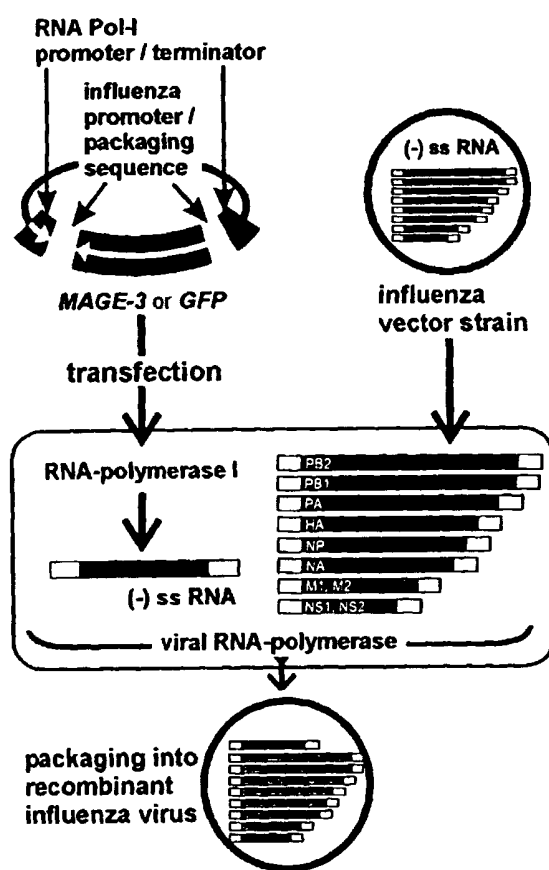 RNA Pol-I
promoter / terminator
influenza
promoter /
packaging
sequence
MAGE-3 or GFP
transfection
(-) ss RNA
influenza
vector strain
RNA-polymerase I
(-) ss RNA
PB2
PB1
PA
HA
NP
NA
M1, M2
NS1, NS2
viral RNA-polymerase
packaging into
recombinant
influenza virus